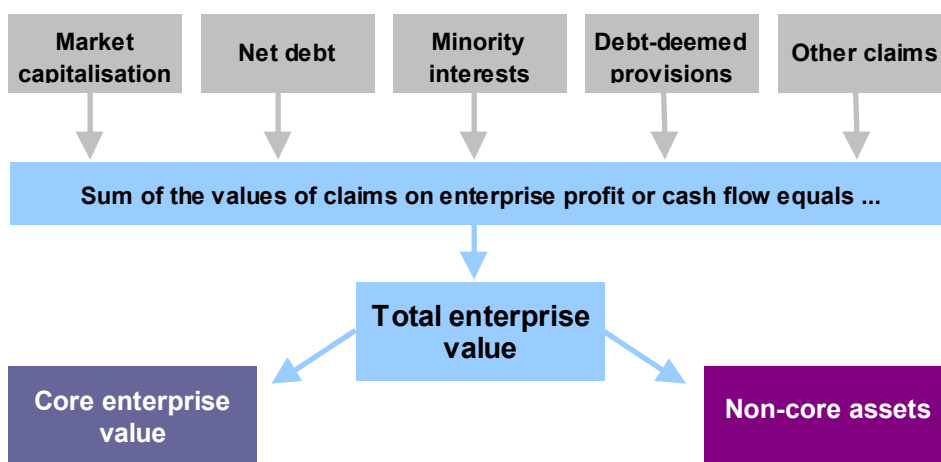 Market
capitalisation
Net debt
Minority
interests
Debt-deemed
provisions
Other claims
Sum of the values of claims on enterprise profit or cash flow equals ...
Total enterprise
value
Core enterprise
value
Non-core assets